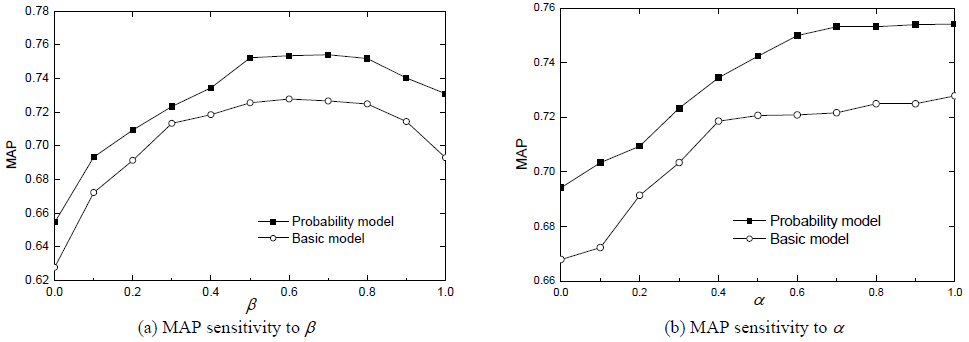 0.78
0.76
0.74
0.72
0.70
0.68
0.66
0.64
0.62
MAP
0.0 0.2 0.4 0.6 0.8 1.0
β
Probability model
Basic model
(a) MAP sensitivity to β
0.76
0.74
0.72
0.70
0.68
0.66
MAP
0.0 0.2 0.4 0.6 0.8 1.0
α
Probability model
Basic model
(b) MAP sensitivity to α